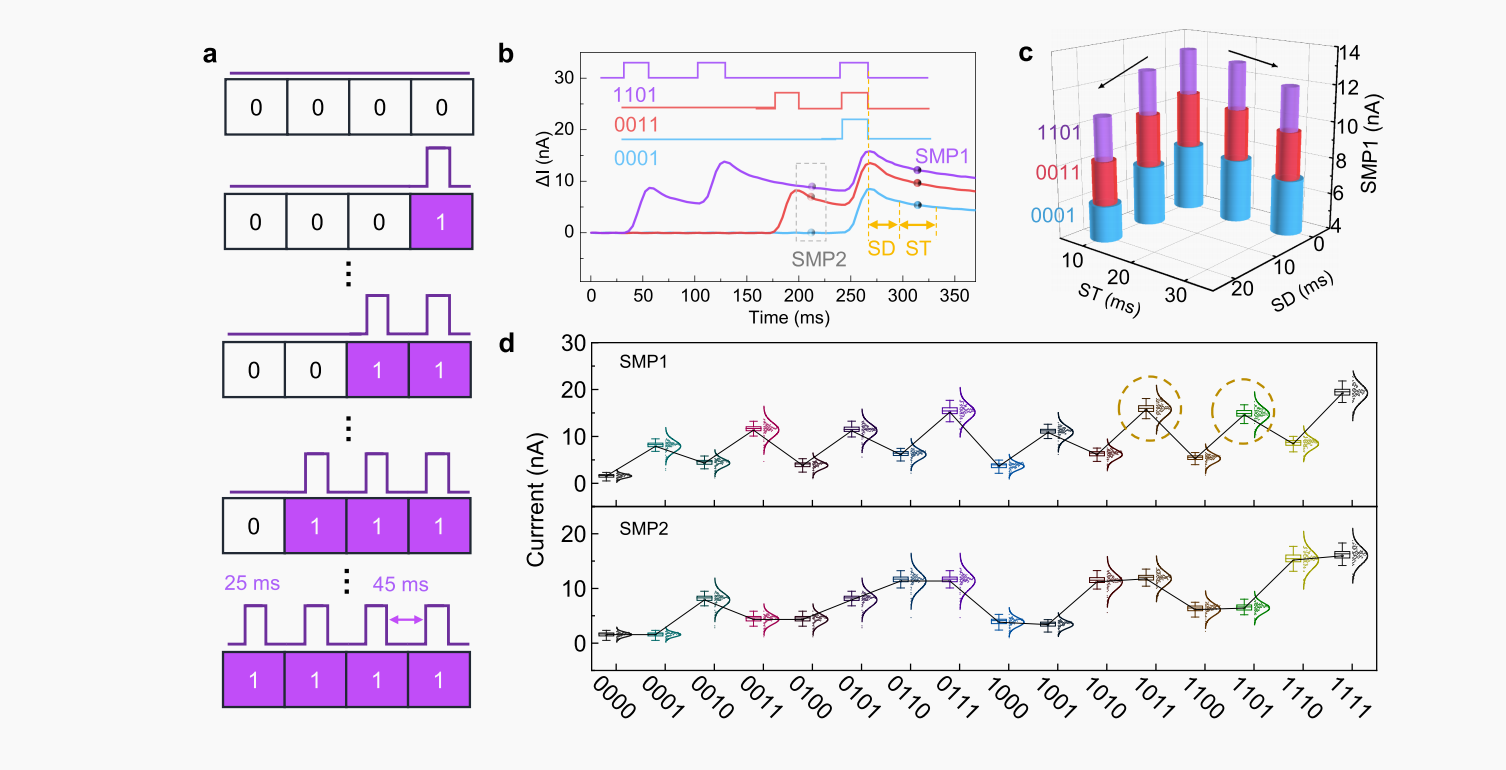 a
0 0 0 0
0 0 0 1
0 0 1 1
0 1 1 1
25 ms 45 ms
1 1 1 1
b
ΔI (nA)
30
20
10
0
1101
0011
0001
SMP1
SMP2
SD ST
0 50 100 150 200 250 300 350
Time (ms)
c
1101
0011
0001
14
12
10
8
6
4
SMP1 (nA)
10
20
30
ST (ms)
0
10
20
SD (ms)
d
Currrent (nA)
SMP1
30
20
10
0
SMP2
20
10
0
0000 0001 0010 0011 0100 0101 0110 0111 1000 1001 1010 1011 1100 1101 1110 1111